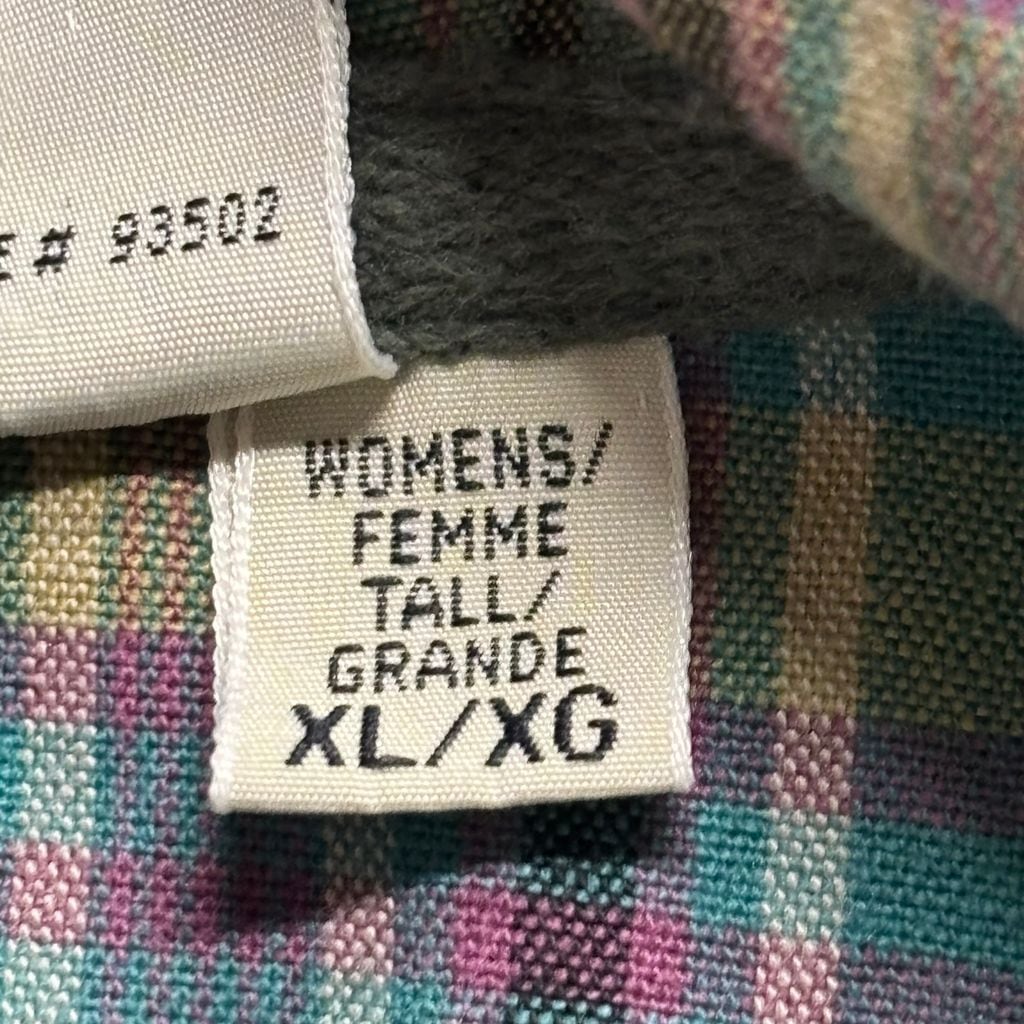 E# 93502
WOMENS/
FEMME
TALL/
GRANDE
XL/XG